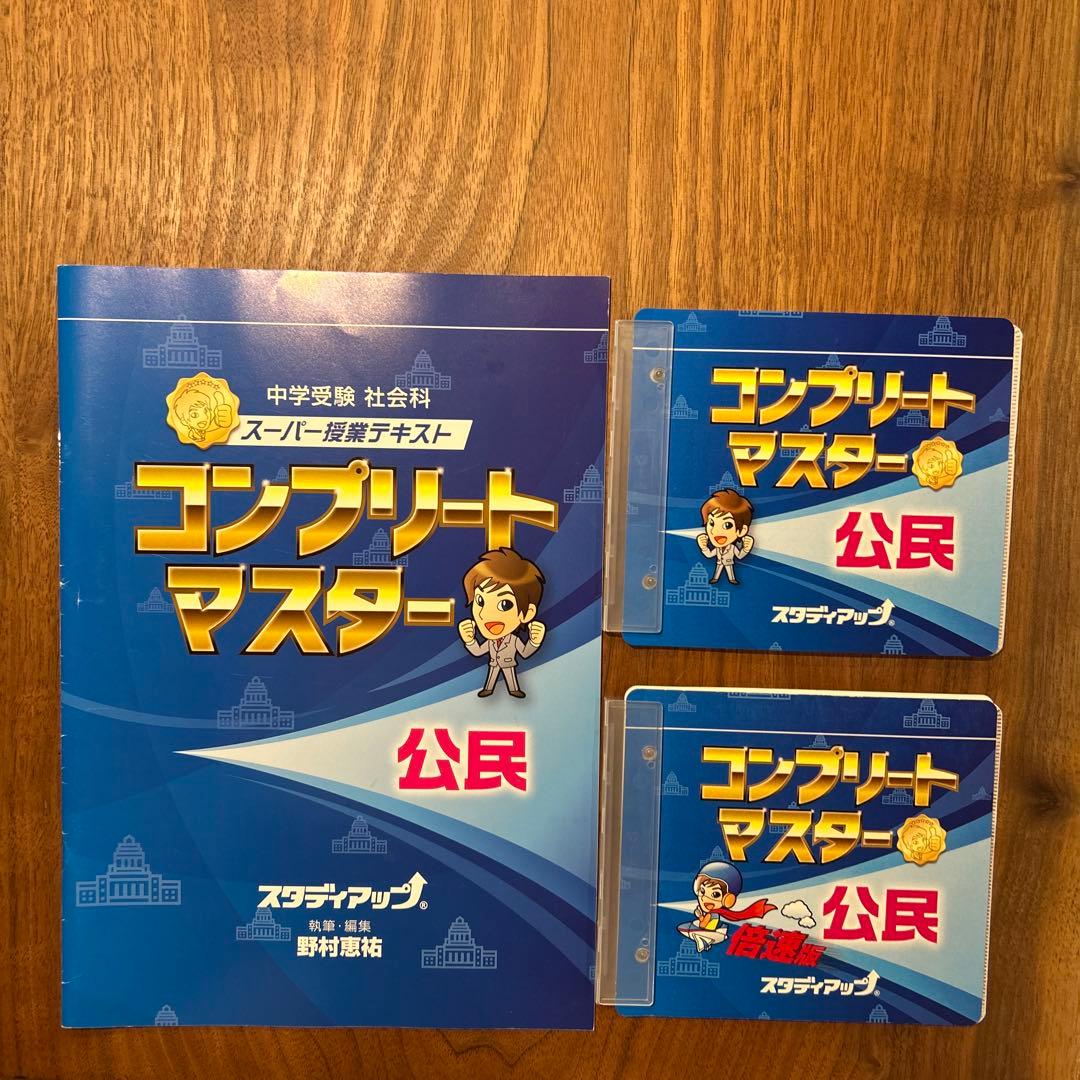 中学受験 社会科
スーパー授業テキスト
コンプリート
マスター
公民
スタディアップ®
執筆・編集
野村恵祐
コンプリート
マスター
公民
スタディアップ®
コンプリート
マスター
公民
倍速版
スタディアップ®